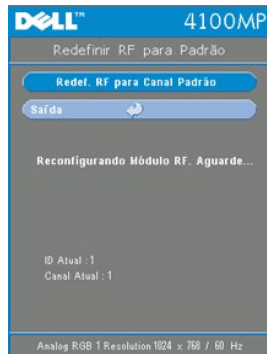 DELL™ 4100MP
Redefinir RF para Padrão
Redef. RF para Canal Padrão
Saída
Reconfigurando Módulo RF. Aguarde...
ID Atual : 1
Canal Atual : 1
Analog RGB 1 Resolution 1024 x 768 / 60 Hz